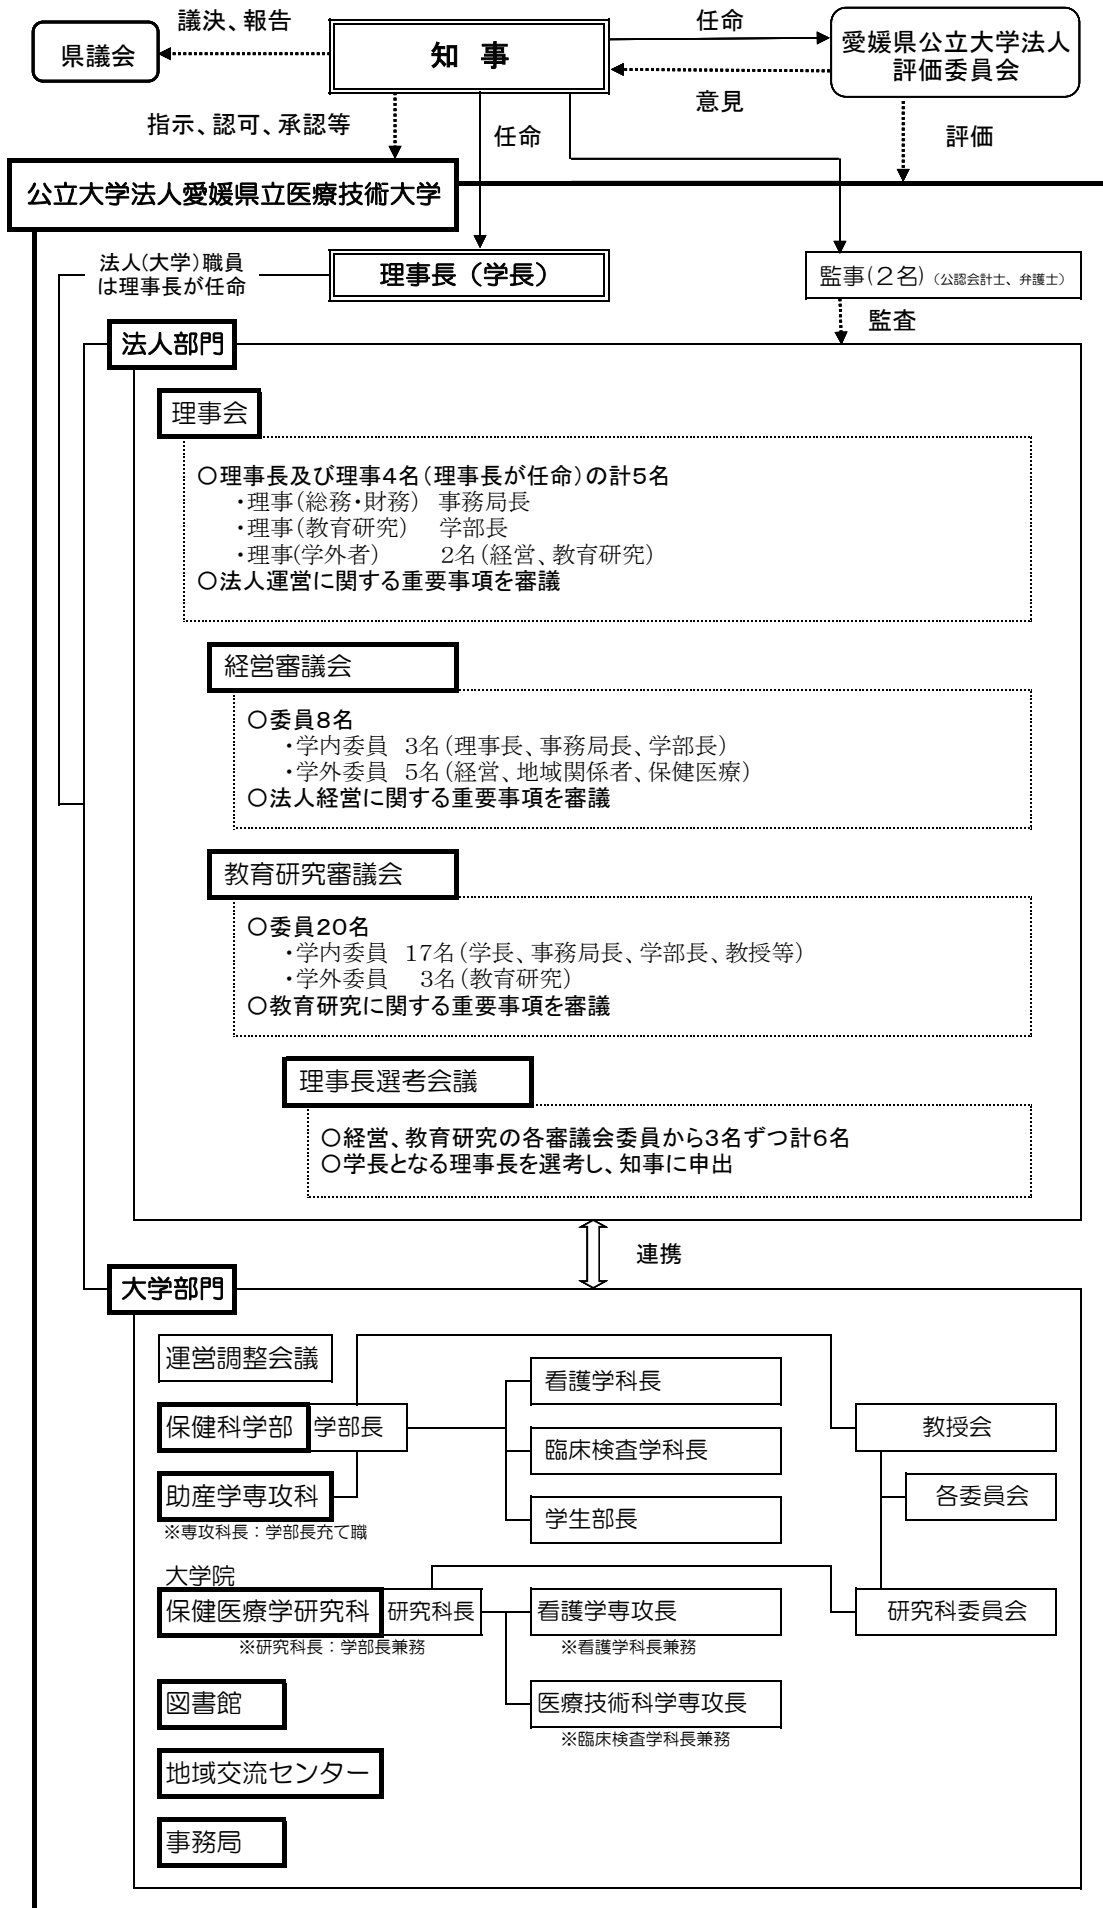 議決、報告
任命
県議会
知 事
愛媛県公立大学法人
評価委員会
意見
指示、認可、承認等
任命
評価
公立大学法人愛媛県立医療技術大学
法人(大学)職員
は理事長が任命
理事長（学長）
監事(２名) (公認会計士、弁護士)
監査
法人部門
理事会
○理事長及び理事4名(理事長が任命)の計5名
・理事(総務・財務) 事務局長
・理事(教育研究) 学部長
・理事(学外者) 2名(経営、教育研究)
○法人運営に関する重要事項を審議
経営審議会
○委員8名
・学内委員 3名(理事長、事務局長、学部長)
・学外委員 5名(経営、地域関係者、保健医療)
○法人経営に関する重要事項を審議
教育研究審議会
○委員20名
・学内委員 17名(学長、事務局長、学部長、教授等)
・学外委員 3名(教育研究)
○教育研究に関する重要事項を審議
理事長選考会議
○経営、教育研究の各審議会委員から3名ずつ計6名
○学長となる理事長を選考し、知事に申出
連携
大学部門
運営調整会議
看護学科長
保健科学部 学部長
教授会
臨床検査学科長
助産学専攻科
各委員会
学生部長
※専攻科長：学部長充て職
大学院
保健医療学研究科 研究科長
看護学専攻長
研究科委員会
※研究科長：学部長兼務
※看護学科長兼務
図書館
医療技術科学専攻長
※臨床検査学科長兼務
地域交流センター
事務局